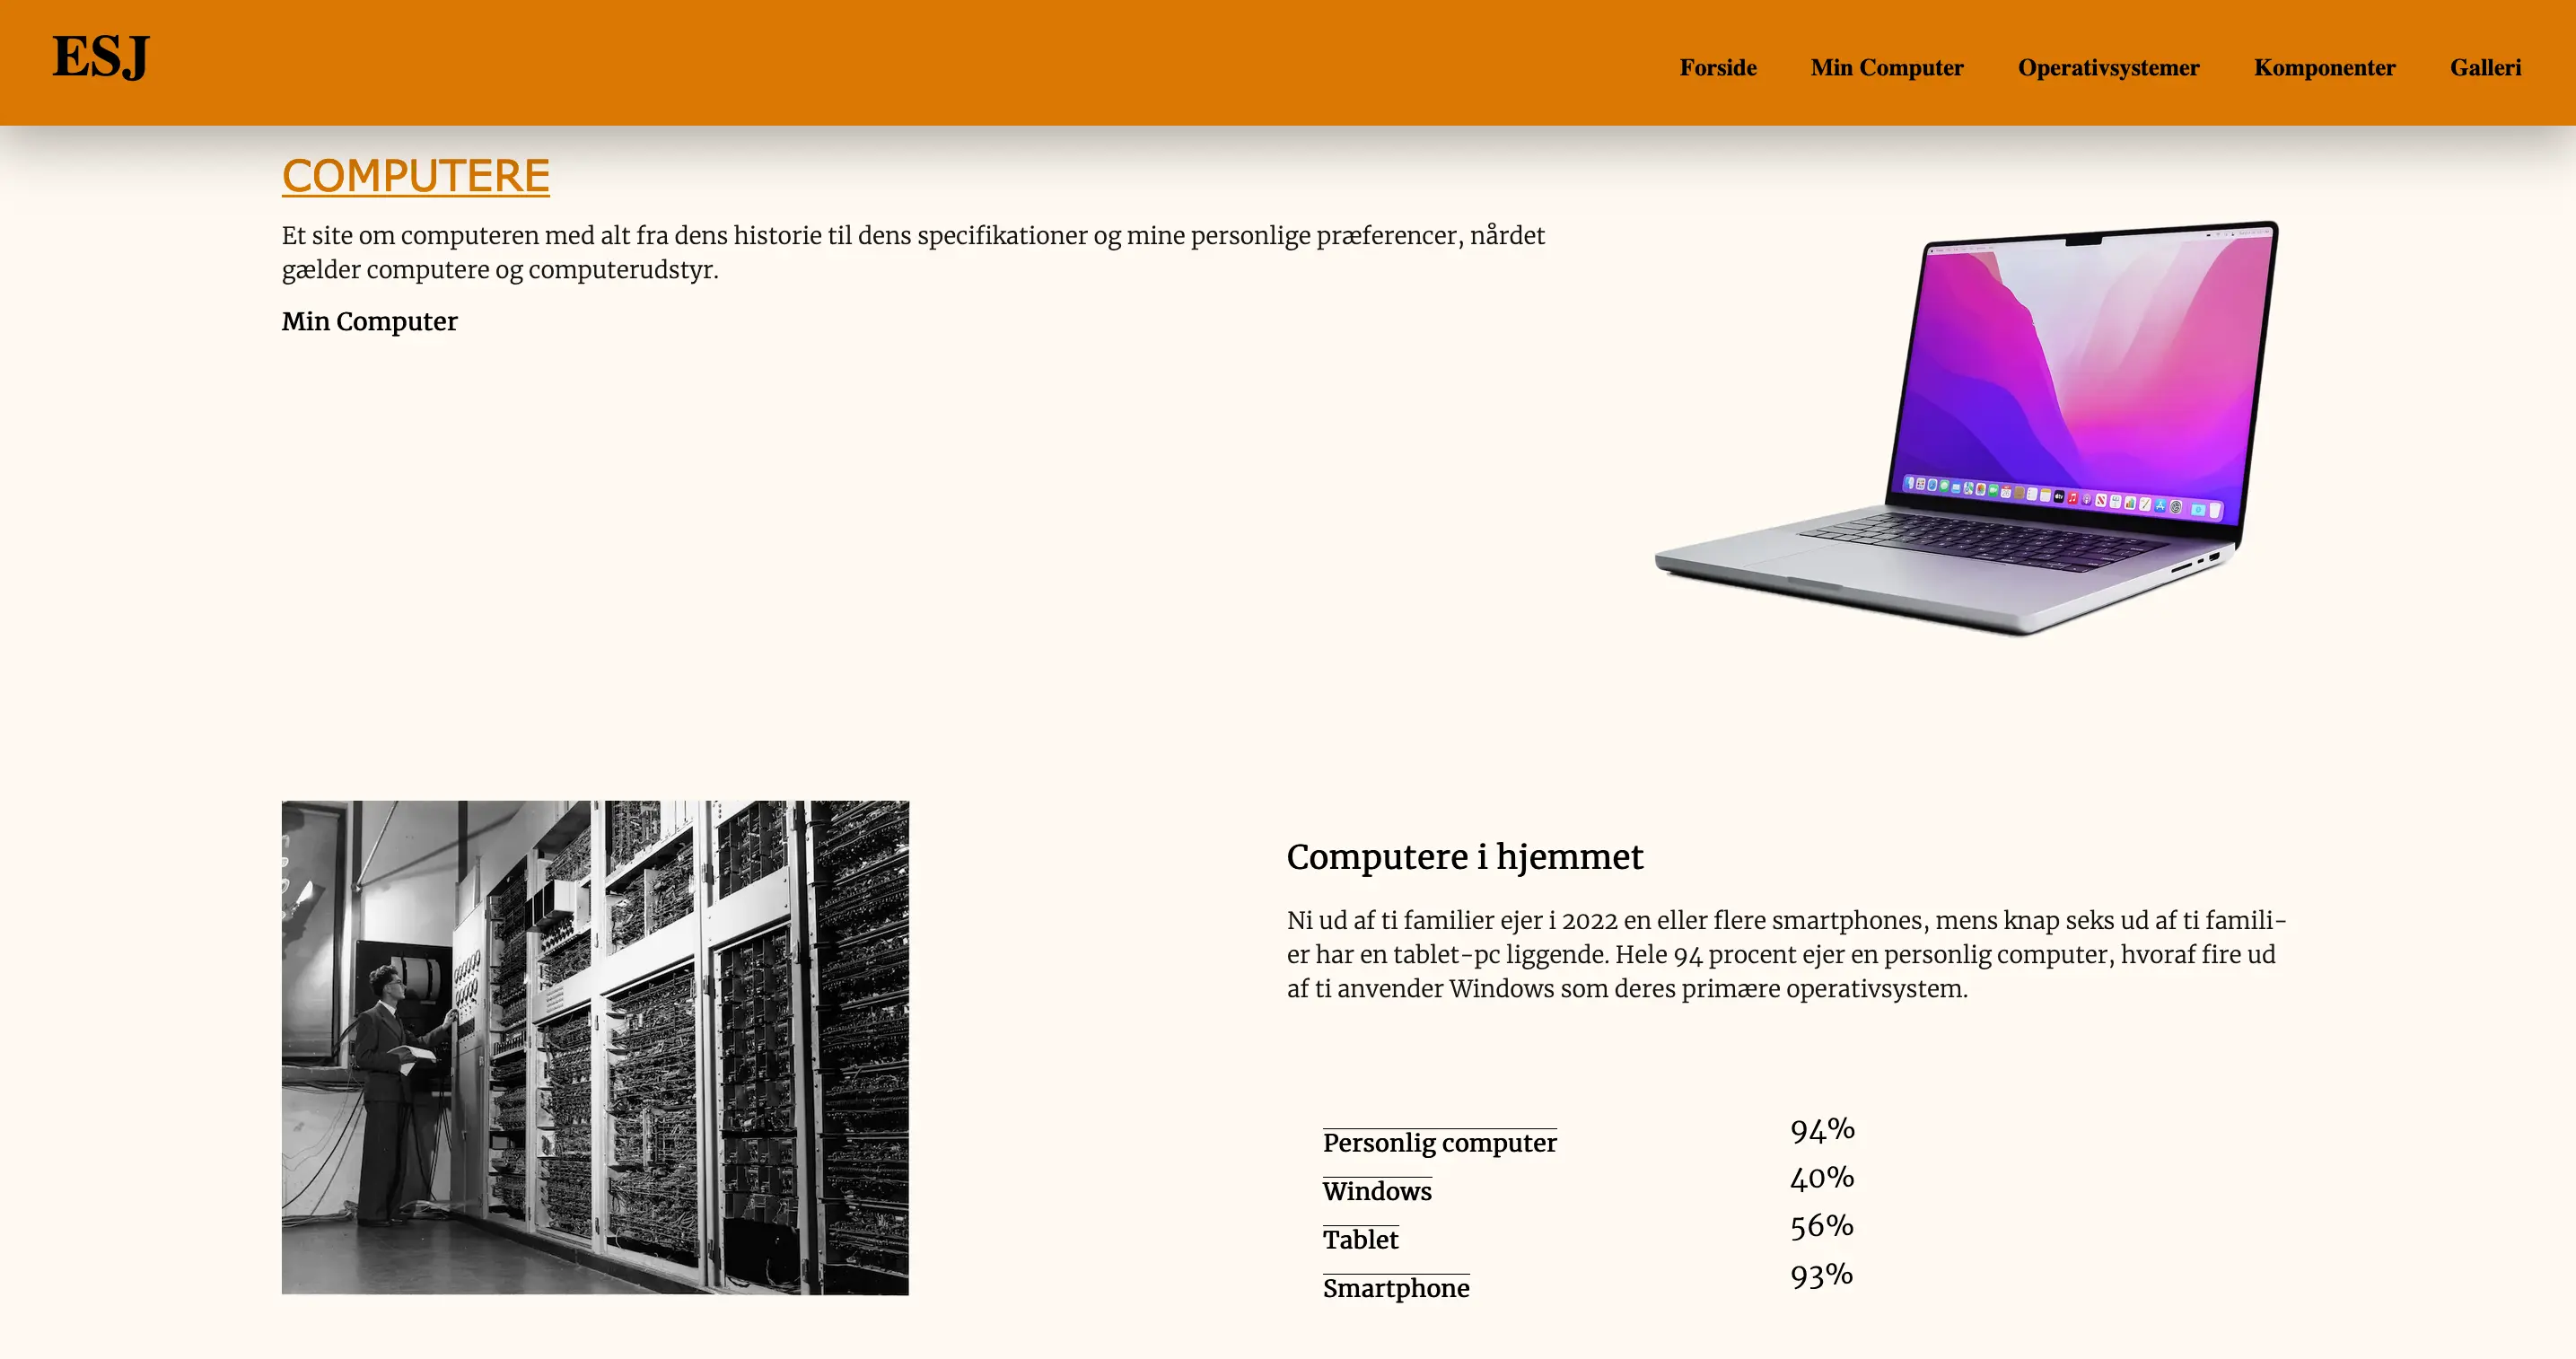 ESJ
Forside Min Computer Operativsystemer Komponenter Galleri
COMPUTERE
Et site om computeren med alt fra dens historie til dens specifikationer og mine personlige præferencer, nårdet
gælder computere og computerudstyr.
Min Computer
Computere i hjemmet
Ni ud af ti familier ejer i 2022 en eller flere smartphones, mens knap seks ud af ti famili-
er har en tablet-pc liggende. Hele 94 procent ejer en personlig computer, hvoraf fire ud
af ti anvender Windows som deres primære operativsystem.
Personlig computer 94%
Windows 40%
Tablet 56%
Smartphone 93%